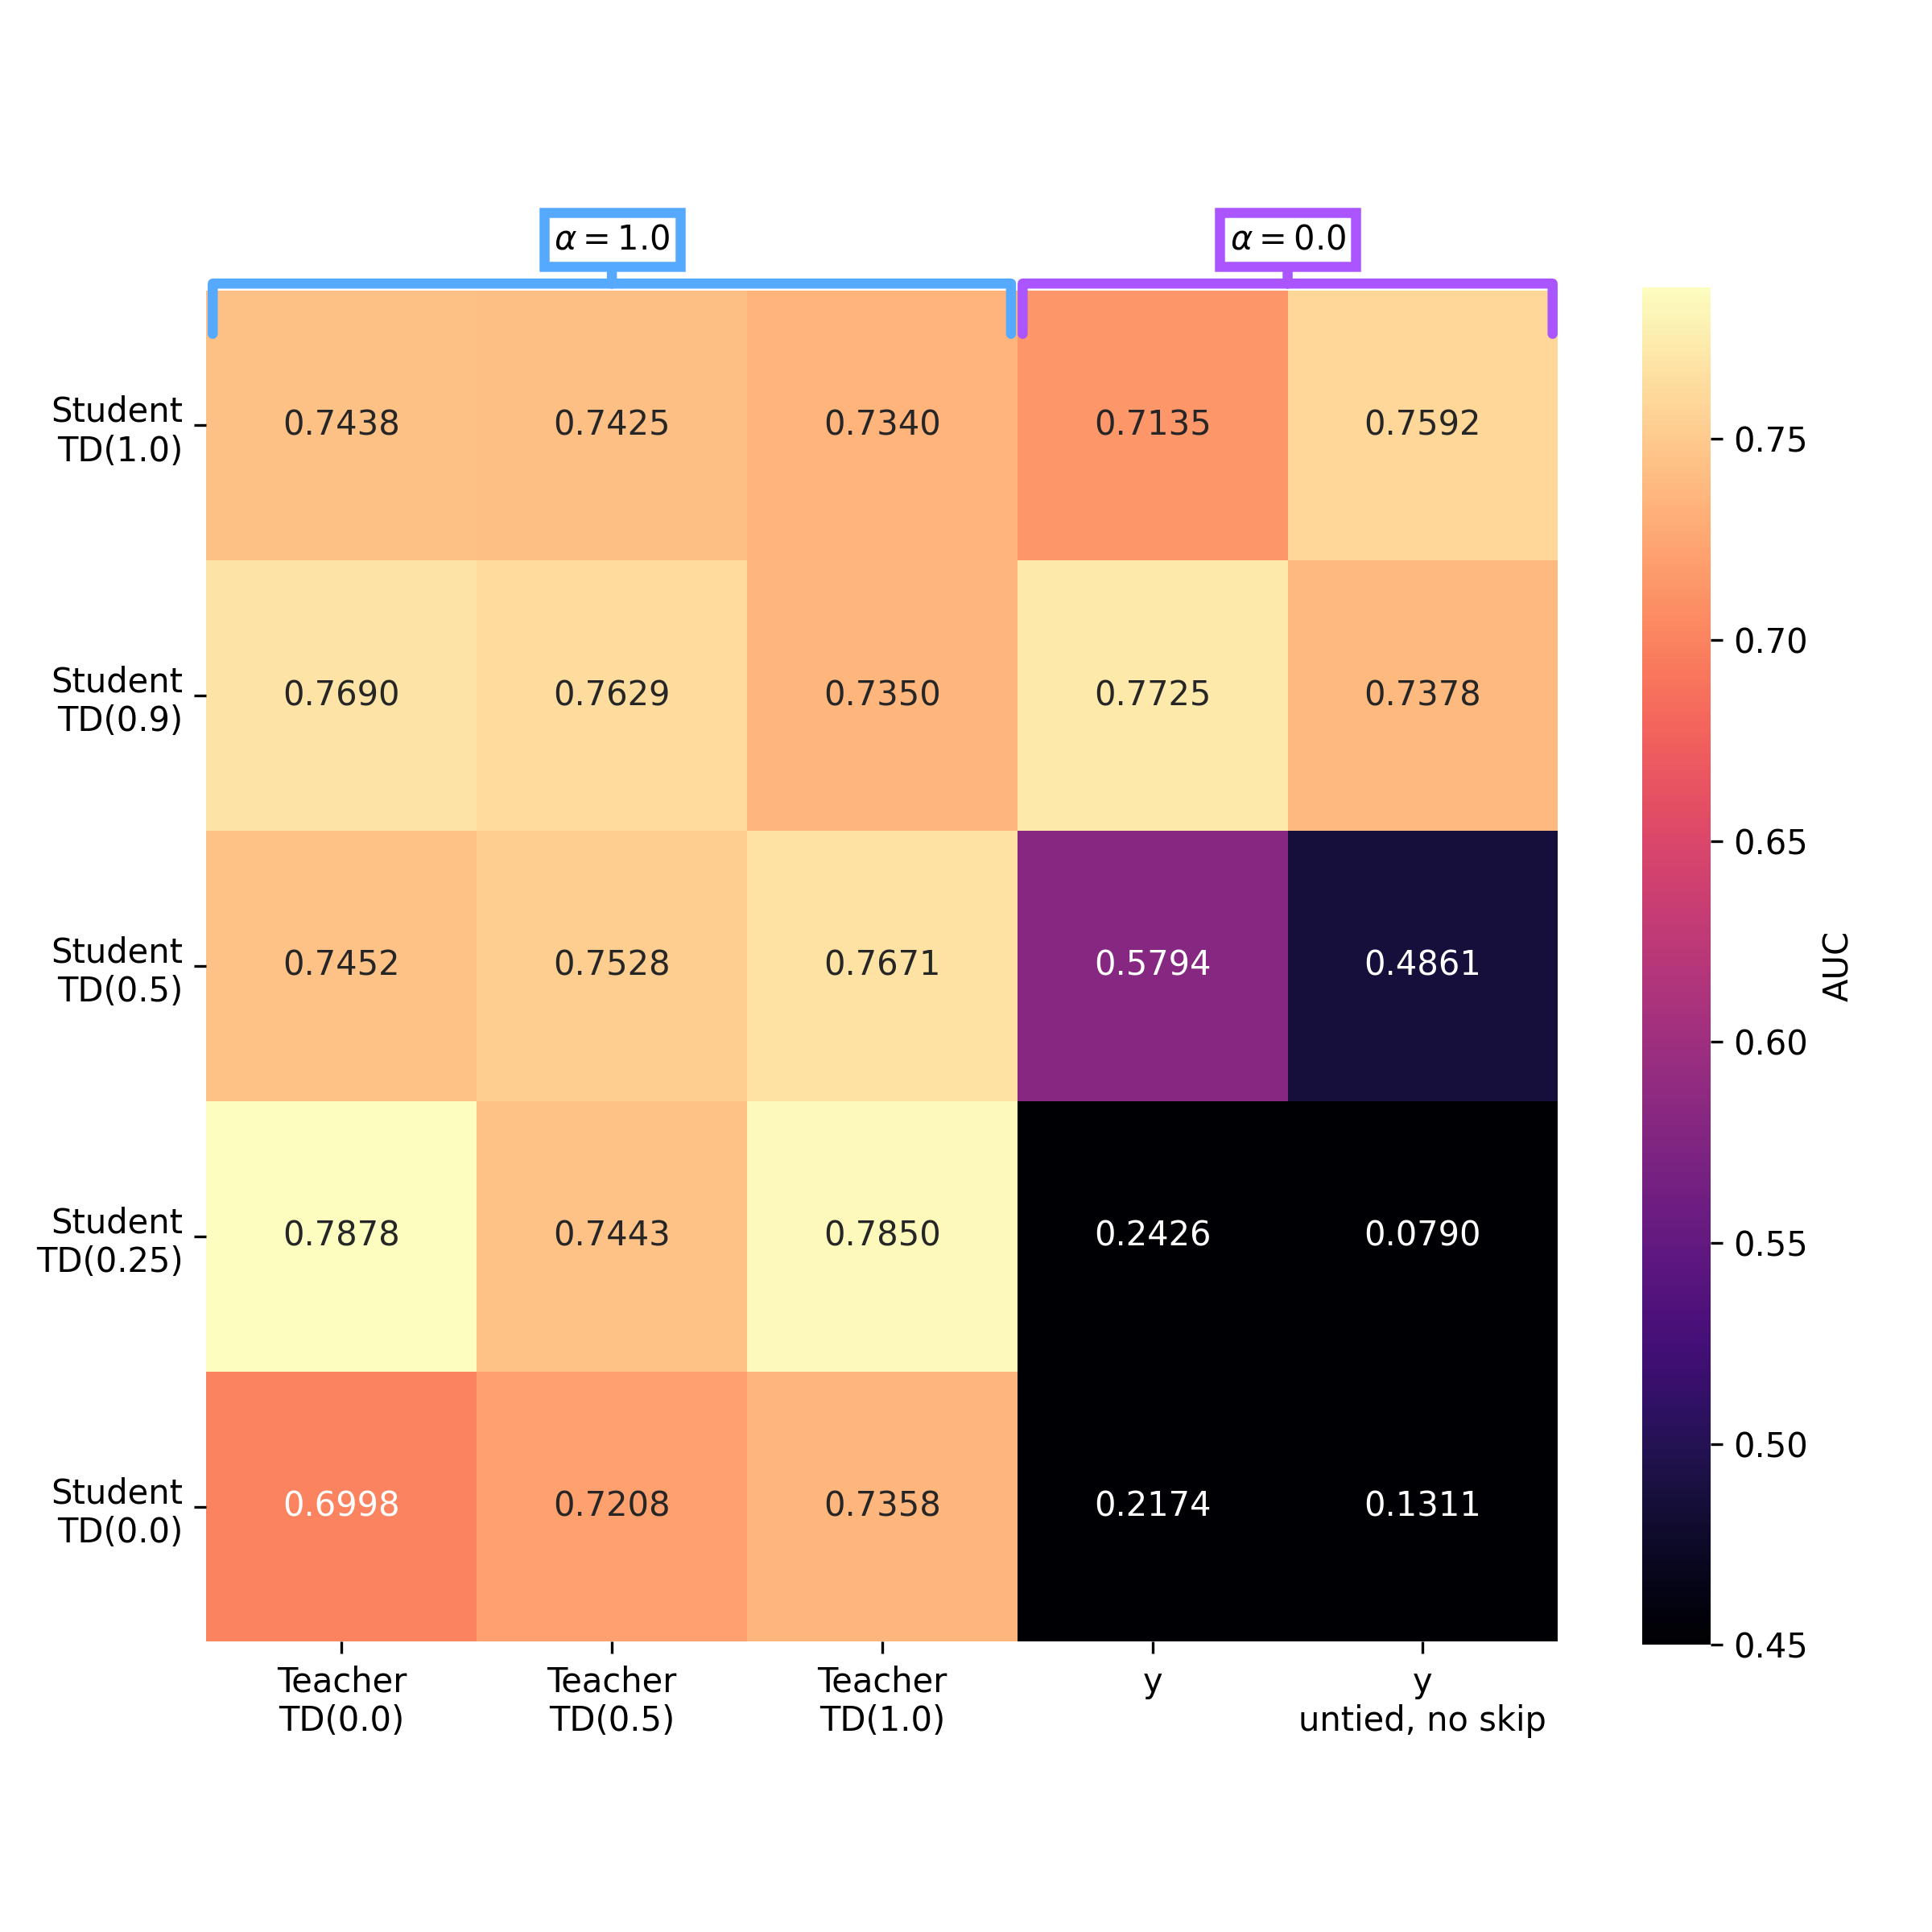 α = 1.0
α = 0.0
Student
TD(1.0)
0.7438
0.7425
0.7340
0.7135
0.7592
Student
TD(0.9)
0.7690
0.7629
0.7350
0.7725
0.7378
Student
TD(0.5)
0.7452
0.7528
0.7671
0.5794
0.4861
Student
TD(0.25)
0.7878
0.7443
0.7850
0.2426
0.0790
Student
TD(0.0)
0.6998
0.7208
0.7358
0.2174
0.1311
Teacher
TD(0.0)
Teacher
TD(0.5)
Teacher
TD(1.0)
y
y
untied, no skip
0.75
0.70
0.65
0.60
0.55
0.50
0.45
AUC